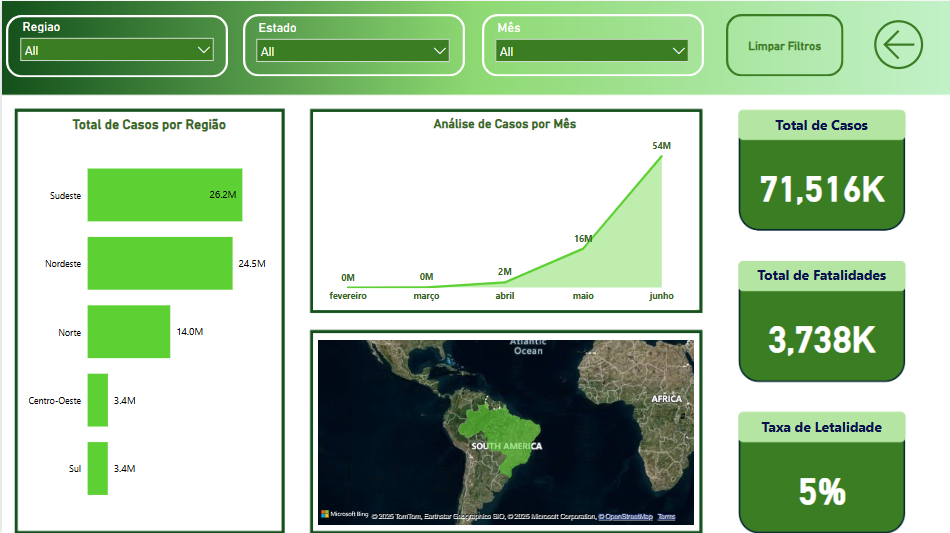 Regiao
All
Estado
All
Mês
All
Limpar Filtros
Total de Casos por Região
Sudeste
26.2M
Nordeste
24.5M
Norte
14.0M
Centro-Oeste
3.4M
Sul
3.4M
Análise de Casos por Mês
0M
0M
2M
16M
54M
fevereiro
março
abril
maio
junho
Atlantic
Ocean
AFRICA
SOUTH AMERICA
Microsoft Bing
© 2025 TomTom, Earthstar Geographics SIO, © 2025 Microsoft Corporation, © OpenStreetMap Terms
Total de Casos
71,516K
Total de Fatalidades
3,738K
Taxa de Letalidade
5%